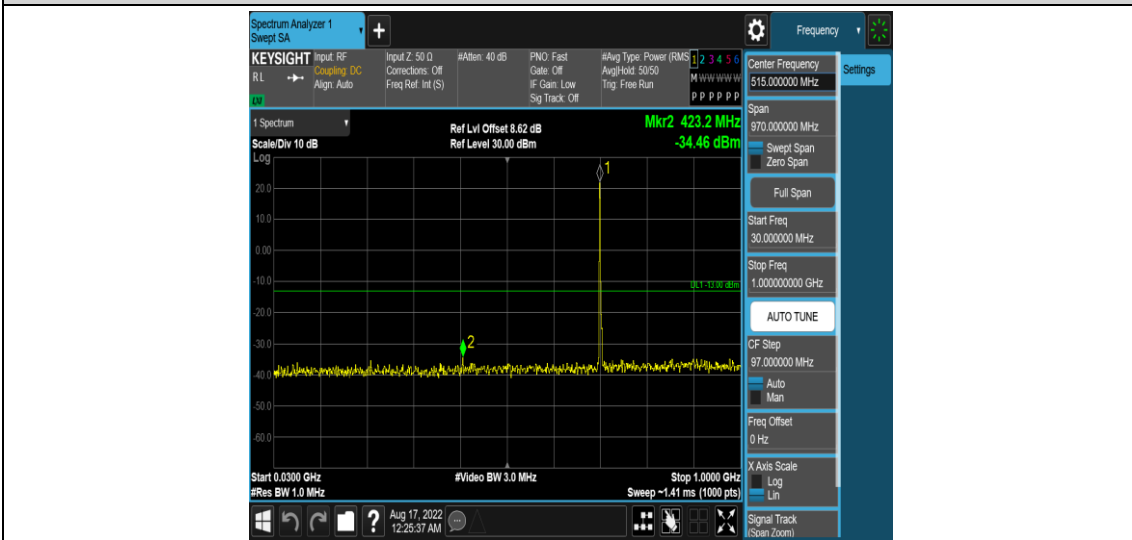 Spectrum Analyzer 1
Swept SA
+
Frequency
KEYSIGHT
RL
LXI
Input: RF
Coupling: DC
Align: Auto
Input Z: 50 Ω
Corrections: Off
Freq Ref: Int (S)
#Atten: 40 dB
PNO: Fast
Gate: Off
IF Gain: Low
Sig Track: Off
#Avg Type: Power (RMS
Avg|Hold: 50/50
Trig: Free Run
1 2 3 4 5 6
M W W W W W
P P P P P P
1 Spectrum
Scale/Div 10 dB
Log
Ref Lvl Offset 8.62 dB
Ref Level 30.00 dBm
Mkr2 423.2 MHz
-34.46 dBm
20.0
10.0
0.00
-10.0
-20.0
-30.0
-40.0
-50.0
-60.0
1
2
DL1 -13.00 dBm
Start 0.0300 GHz
#Res BW 1.0 MHz
#Video BW 3.0 MHz
Stop 1.0000 GHz
Sweep ~1.41 ms (1000 pts)
?
Aug 17, 2022
12:25:37 AM
Center Frequency
515.000000 MHz
Settings
Span
970.000000 MHz
Swept Span
Zero Span
Full Span
Start Freq
30.000000 MHz
Stop Freq
1.000000000 GHz
AUTO TUNE
CF Step
97.000000 MHz
Auto
Man
Freq Offset
0 Hz
X Axis Scale
Log
Lin
Signal Track
(Span Zoom)